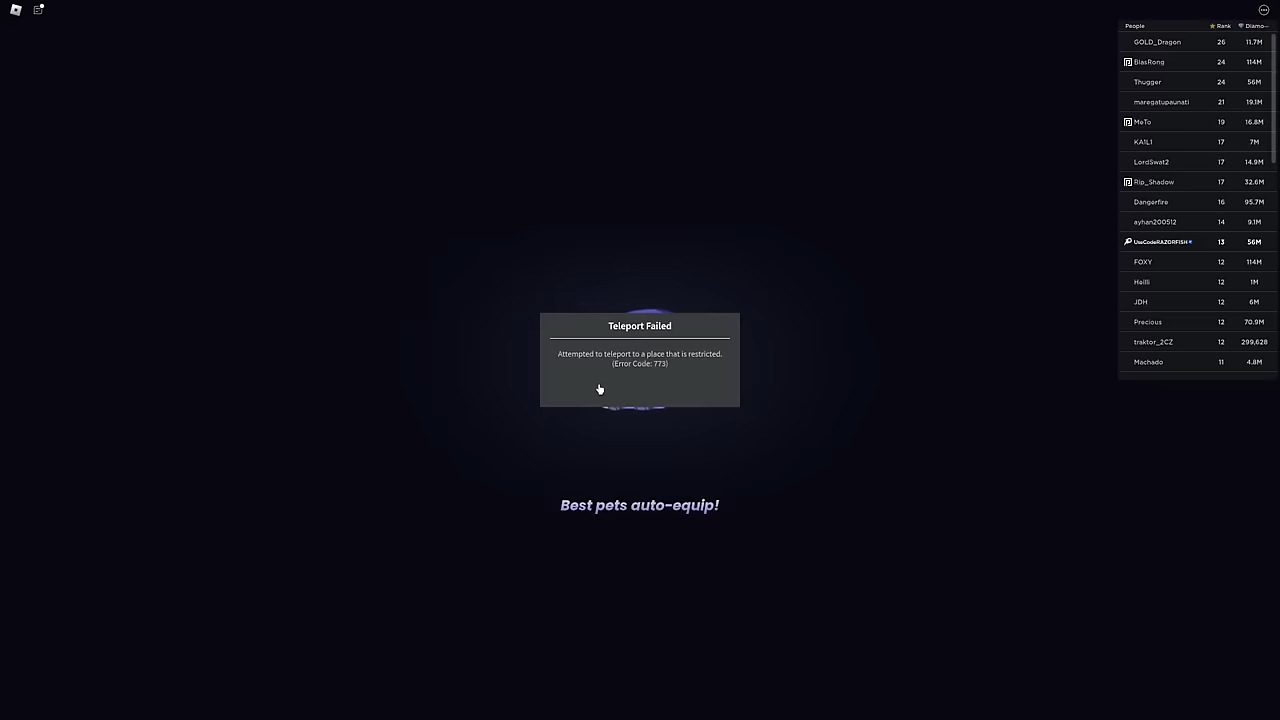 People Rank Diamo—
GOLD_Dragon 26 11.7M
BlasRong 24 114M
Thugger 24 56M
maregatupaunati 21 19.1M
MeTo 19 16.8M
KA1L1 17 7M
LordSwat2 17 14.9M
Rip_Shadow 17 32.6M
Dangerfire 16 95.7M
ayhan200512 14 9.1M
UseCodeRAZORFISH 13 56M
FOXY 12 114M
12 1M
JDH 12 6M
Precious 12 70.9M
traktor_2CZ 12 299,628
Machado 11 4.8M
Teleport Failed
Attempted to teleport to a place that is restricted.
(Error Code: 773)
Best pets auto-equip!